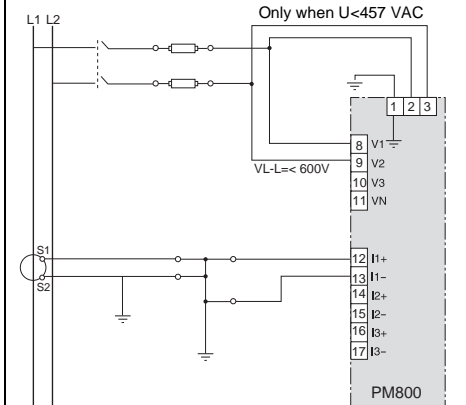 Only when U<457 VAC
L1 L2
1 2 3
8 V1
VL-L=< 600V
9 V2
10 V3
11 VN
S1
12 I1+
13 I1-
S2
14 I2+
15 I2-
16 I3+
17 I3-
PM800